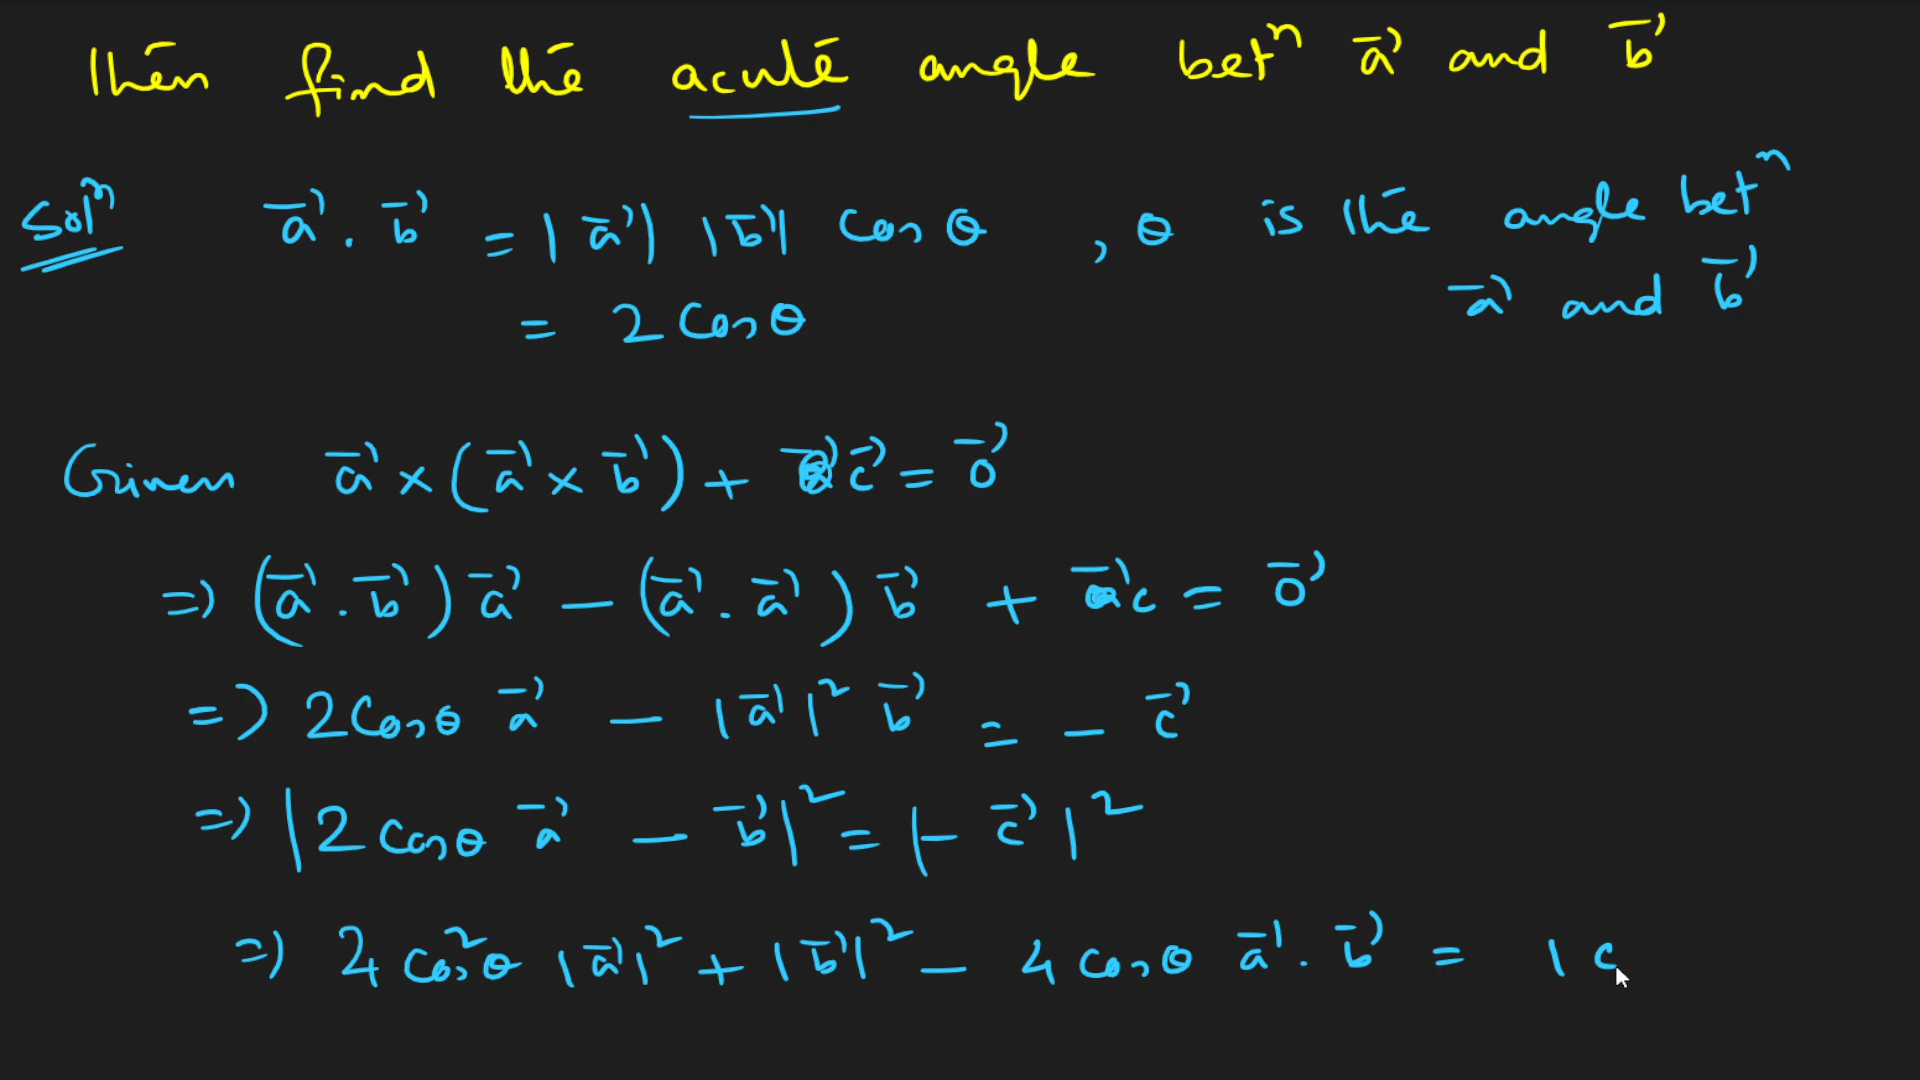 Then find the acute angle betⁿ a⃗ and b⃗
Solⁿ a⃗ . b⃗ = |a⃗| |b⃗| cos θ , θ is the angle betⁿ
a⃗ and b⃗
= 2 cos θ
Given a⃗ × (a⃗ × b⃗) + c⃗ = 0⃗
⇒ (a⃗ . b⃗) a⃗ − (a⃗ . a⃗) b⃗ + c = 0⃗
⇒ 2 cos θ a⃗ − |a⃗|² b⃗ = − c⃗
⇒ |2 cos θ a⃗ − b⃗|² = |− c⃗|²
⇒ 4 cos²θ |a⃗|² + |b⃗|² − 4 cos θ a⃗ . b⃗ = | c